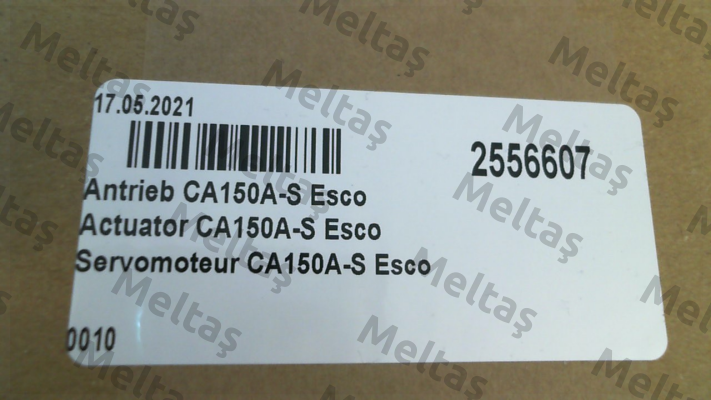 17.05.2021
2556607
Antrieb CA150A-S Esco
Actuator CA150A-S Esco
Servomoteur CA150A-S Esco
0010
Meltaş